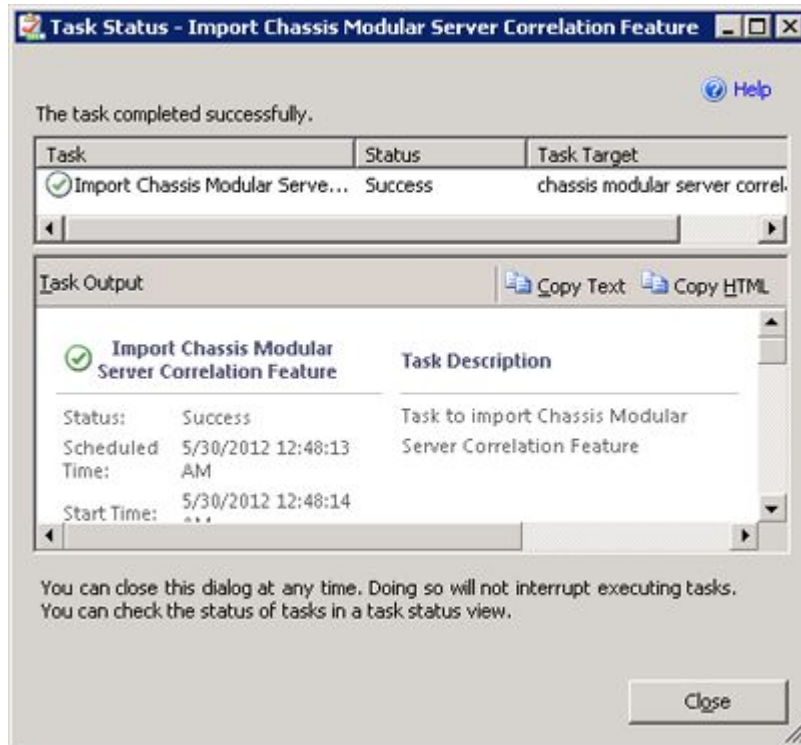 Task Status - Import Chassis Modular Server Correlation Feature
Help
The task completed successfully.
Task Status Task Target
Import Chassis Modular Serve... Success chassis modular server correl
Task Output Copy Text Copy HTML
Import Chassis Modular
Server Correlation Feature
Task Description
Status: Success
Task to import Chassis Modular
Server Correlation Feature
Scheduled
Time:
5/30/2012 12:48:13
AM
Start Time:
5/30/2012 12:48:14
You can close this dialog at any time. Doing so will not interrupt executing tasks.
You can check the status of tasks in a task status view.
Close